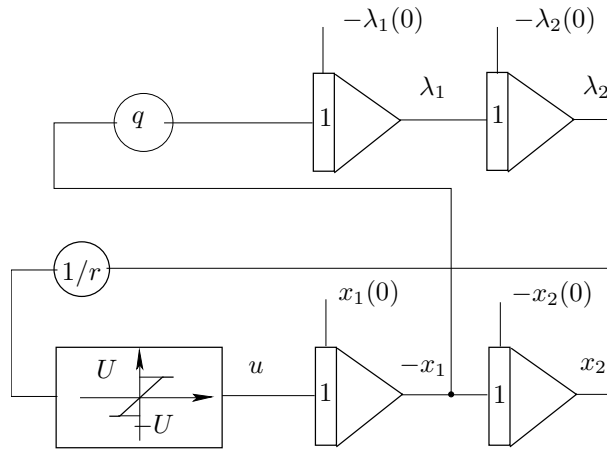 −λ₁(0) −λ₂(0)
q 1 λ₁ 1 λ₂
1/r
x₁(0) −x₂(0)
U −U u 1 −x₁ 1 x₂